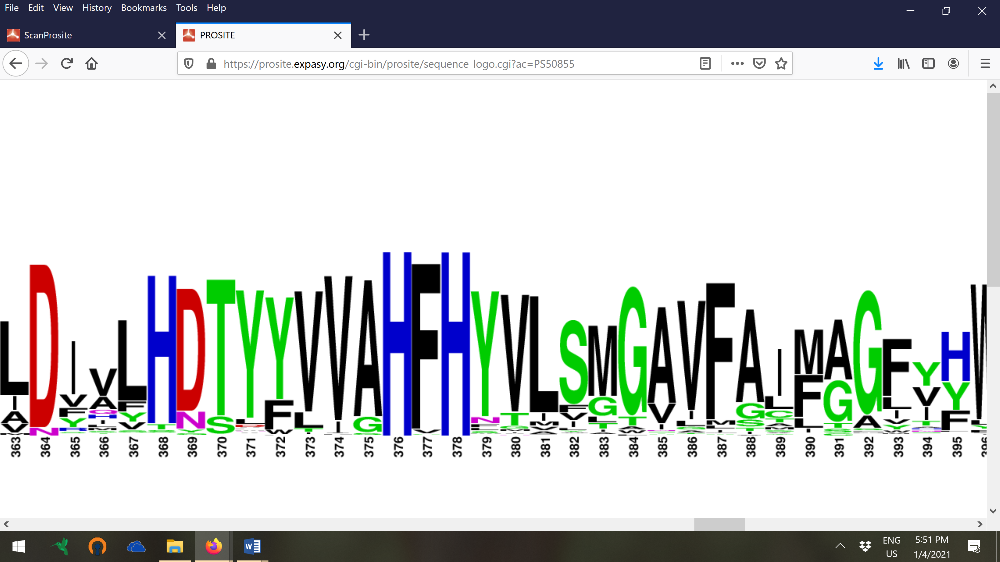 File Edit View History Bookmarks Tools Help
ScanProsite PROSITE
https://prosite.expasy.org/cgi-bin/prosite/sequence_logo.cgi?ac=PS50855
L D I V L H D T Y Y V V A H F H Y V L S M G A V F A I M A G F Y H
363 364 365 366 367 368 369 370 371 372 373 374 375 376 377 378 379 380 381 382 383 384 385 386 387 388 389 390 391 392 393 394 395 396
ENG 5:51 PM
US 1/4/2021